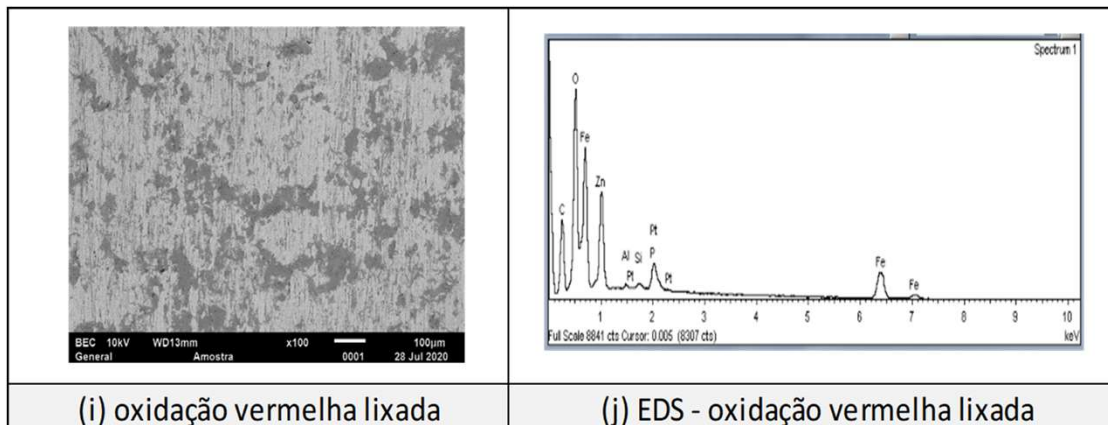 BEC 10kV WD13mm x100 100µm
General Amostra 0001 28 Jul 2020
Spectrum 1
O
Fe
Zn
C
Pt
Al Si P
Pt Pt
Fe
Fe
0 1 2 3 4 5 6 7 8 9 10
Full Scale 8841 cts Cursor: 0.005 (8307 cts) keV
(i) oxidação vermelha lixada
(j) EDS - oxidação vermelha lixada